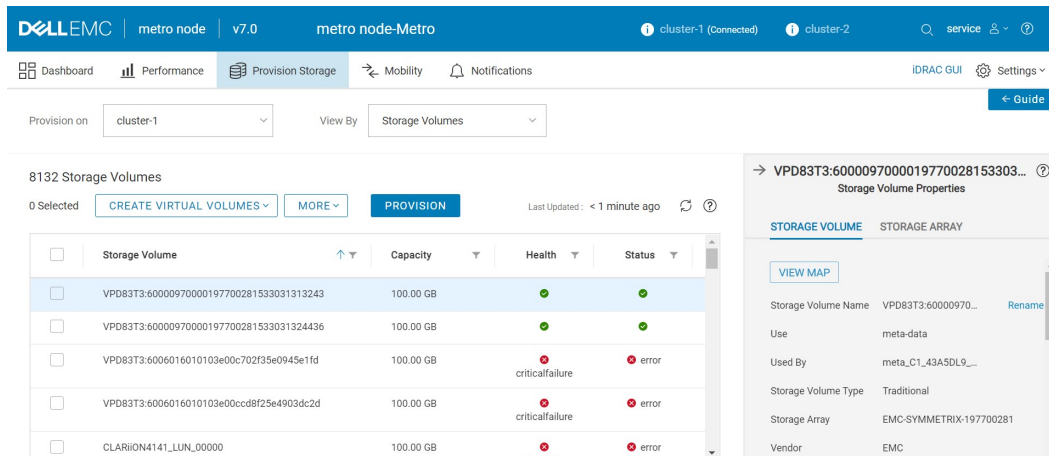 DELLEMC metro node v7.0 metro node-Metro cluster-1 (Connected) cluster-2 service
Dashboard Performance Provision Storage Mobility Notifications iDRAC GUI Settings
← Guide
Provision on cluster-1 View By Storage Volumes
8132 Storage Volumes
0 Selected CREATE VIRTUAL VOLUMES MORE PROVISION Last Updated : < 1 minute ago
Storage Volume Capacity Health Status
VPD83T3:60000970000197700281533031313243 100.00 GB
VPD83T3:60000970000197700281533031324436 100.00 GB
VPD83T3:6006016010103e00c702f35e0945e1fd 100.00 GB criticalfailure error
VPD83T3:6006016010103e00ccd8f25e4903dc2d 100.00 GB criticalfailure error
CLARiiON4141_LUN_00000 100.00 GB error
VPD83T3:6000097000019770028153303...
Storage Volume Properties
STORAGE VOLUME STORAGE ARRAY
VIEW MAP
Storage Volume Name VPD83T3:60000970... Rename
Use meta-data
Used By meta_C1_43A5DL9_...
Storage Volume Type Traditional
Storage Array EMC-SYMMETRIX-197700281
Vendor EMC